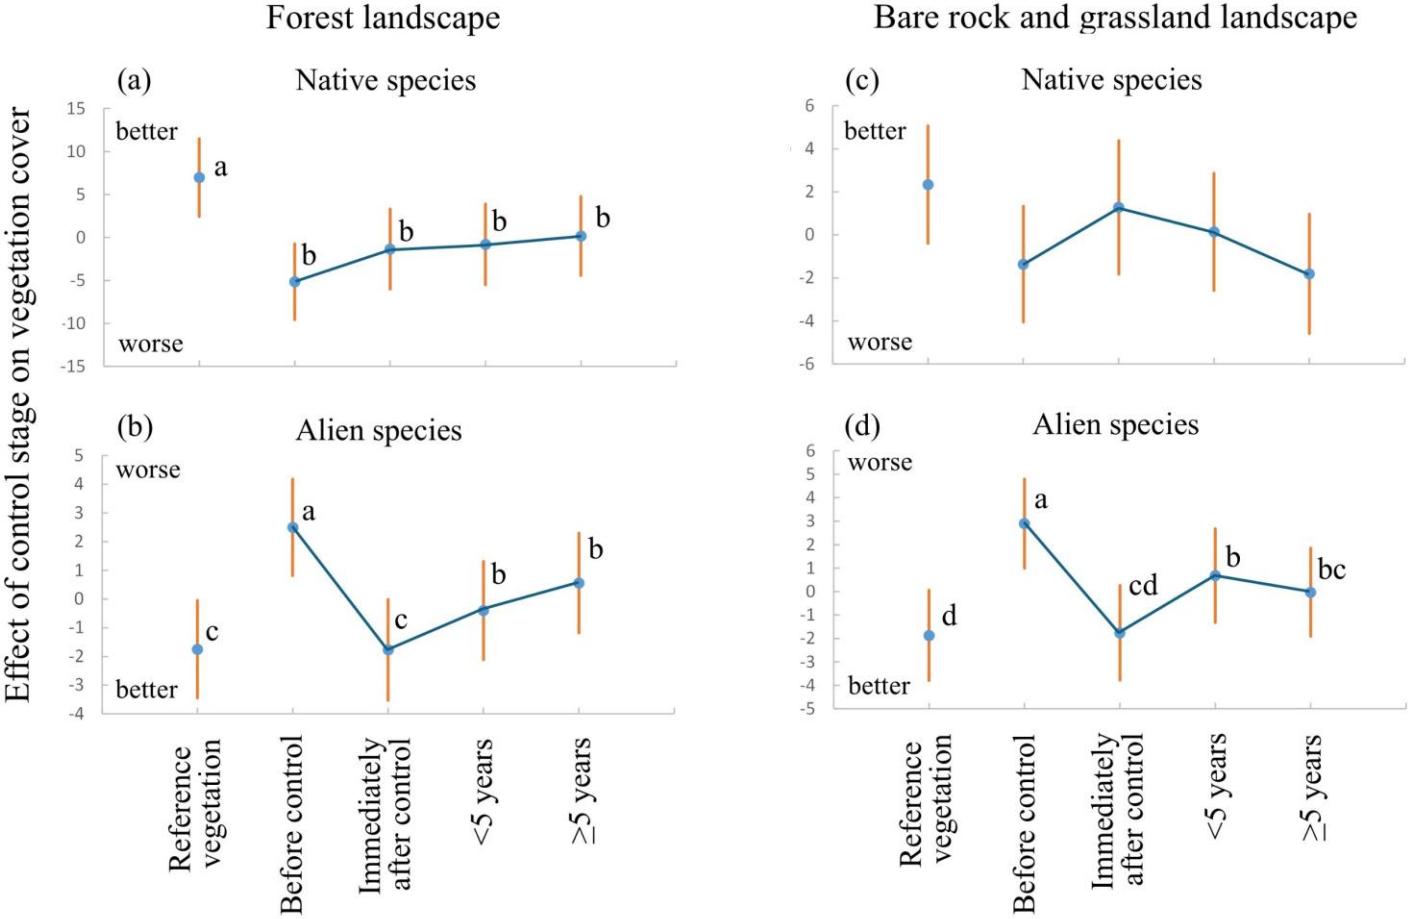 Forest landscape
Bare rock and grassland landscape
Effect of control stage on vegetation cover
(a)
Native species
15
10
5
0
-5
-10
-15
better
worse
a
b
b
b
b
(c)
Native species
6
4
2
0
-2
-4
-6
better
worse
(b)
Alien species
5
4
3
2
1
0
-1
-2
-3
-4
worse
better
c
a
c
b
b
(d)
Alien species
6
5
4
3
2
1
0
-1
-2
-3
-4
-5
worse
better
d
a
cd
b
bc
Reference
vegetation
Before control
Immediately
after control
<5 years
≥5 years
Reference
vegetation
Before control
Immediately
after control
<5 years
≥5 years